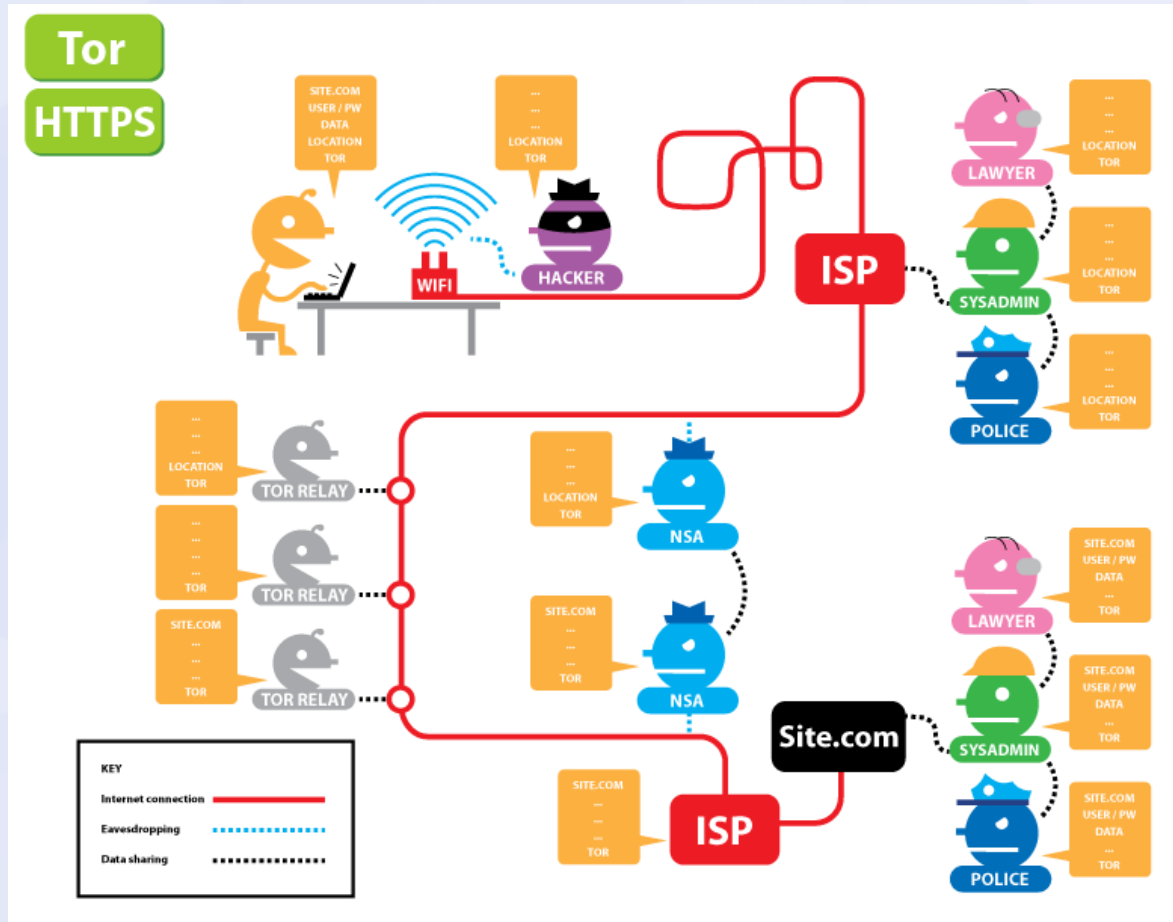 Tor
HTTPS
SITE.COM
USER / PW
DATA
LOCATION
TOR
...
...
...
LOCATION
TOR
WIFI
HACKER
ISP
...
...
...
LOCATION
TOR
LAWYER
...
...
...
LOCATION
TOR
SYSADMIN
...
...
...
LOCATION
TOR
POLICE
...
...
...
LOCATION
TOR
TOR RELAY
...
...
...
...
TOR
TOR RELAY
SITE.COM
...
...
...
TOR
TOR RELAY
...
...
...
LOCATION
TOR
NSA
SITE.COM
...
...
...
TOR
NSA
SITE.COM
USER / PW
DATA
...
TOR
LAWYER
SITE.COM
USER / PW
DATA
...
TOR
SYSADMIN
SITE.COM
USER / PW
DATA
...
TOR
POLICE
Site.com
SITE.COM
...
...
...
TOR
ISP
KEY
Internet connection
Eavesdropping
Data sharing